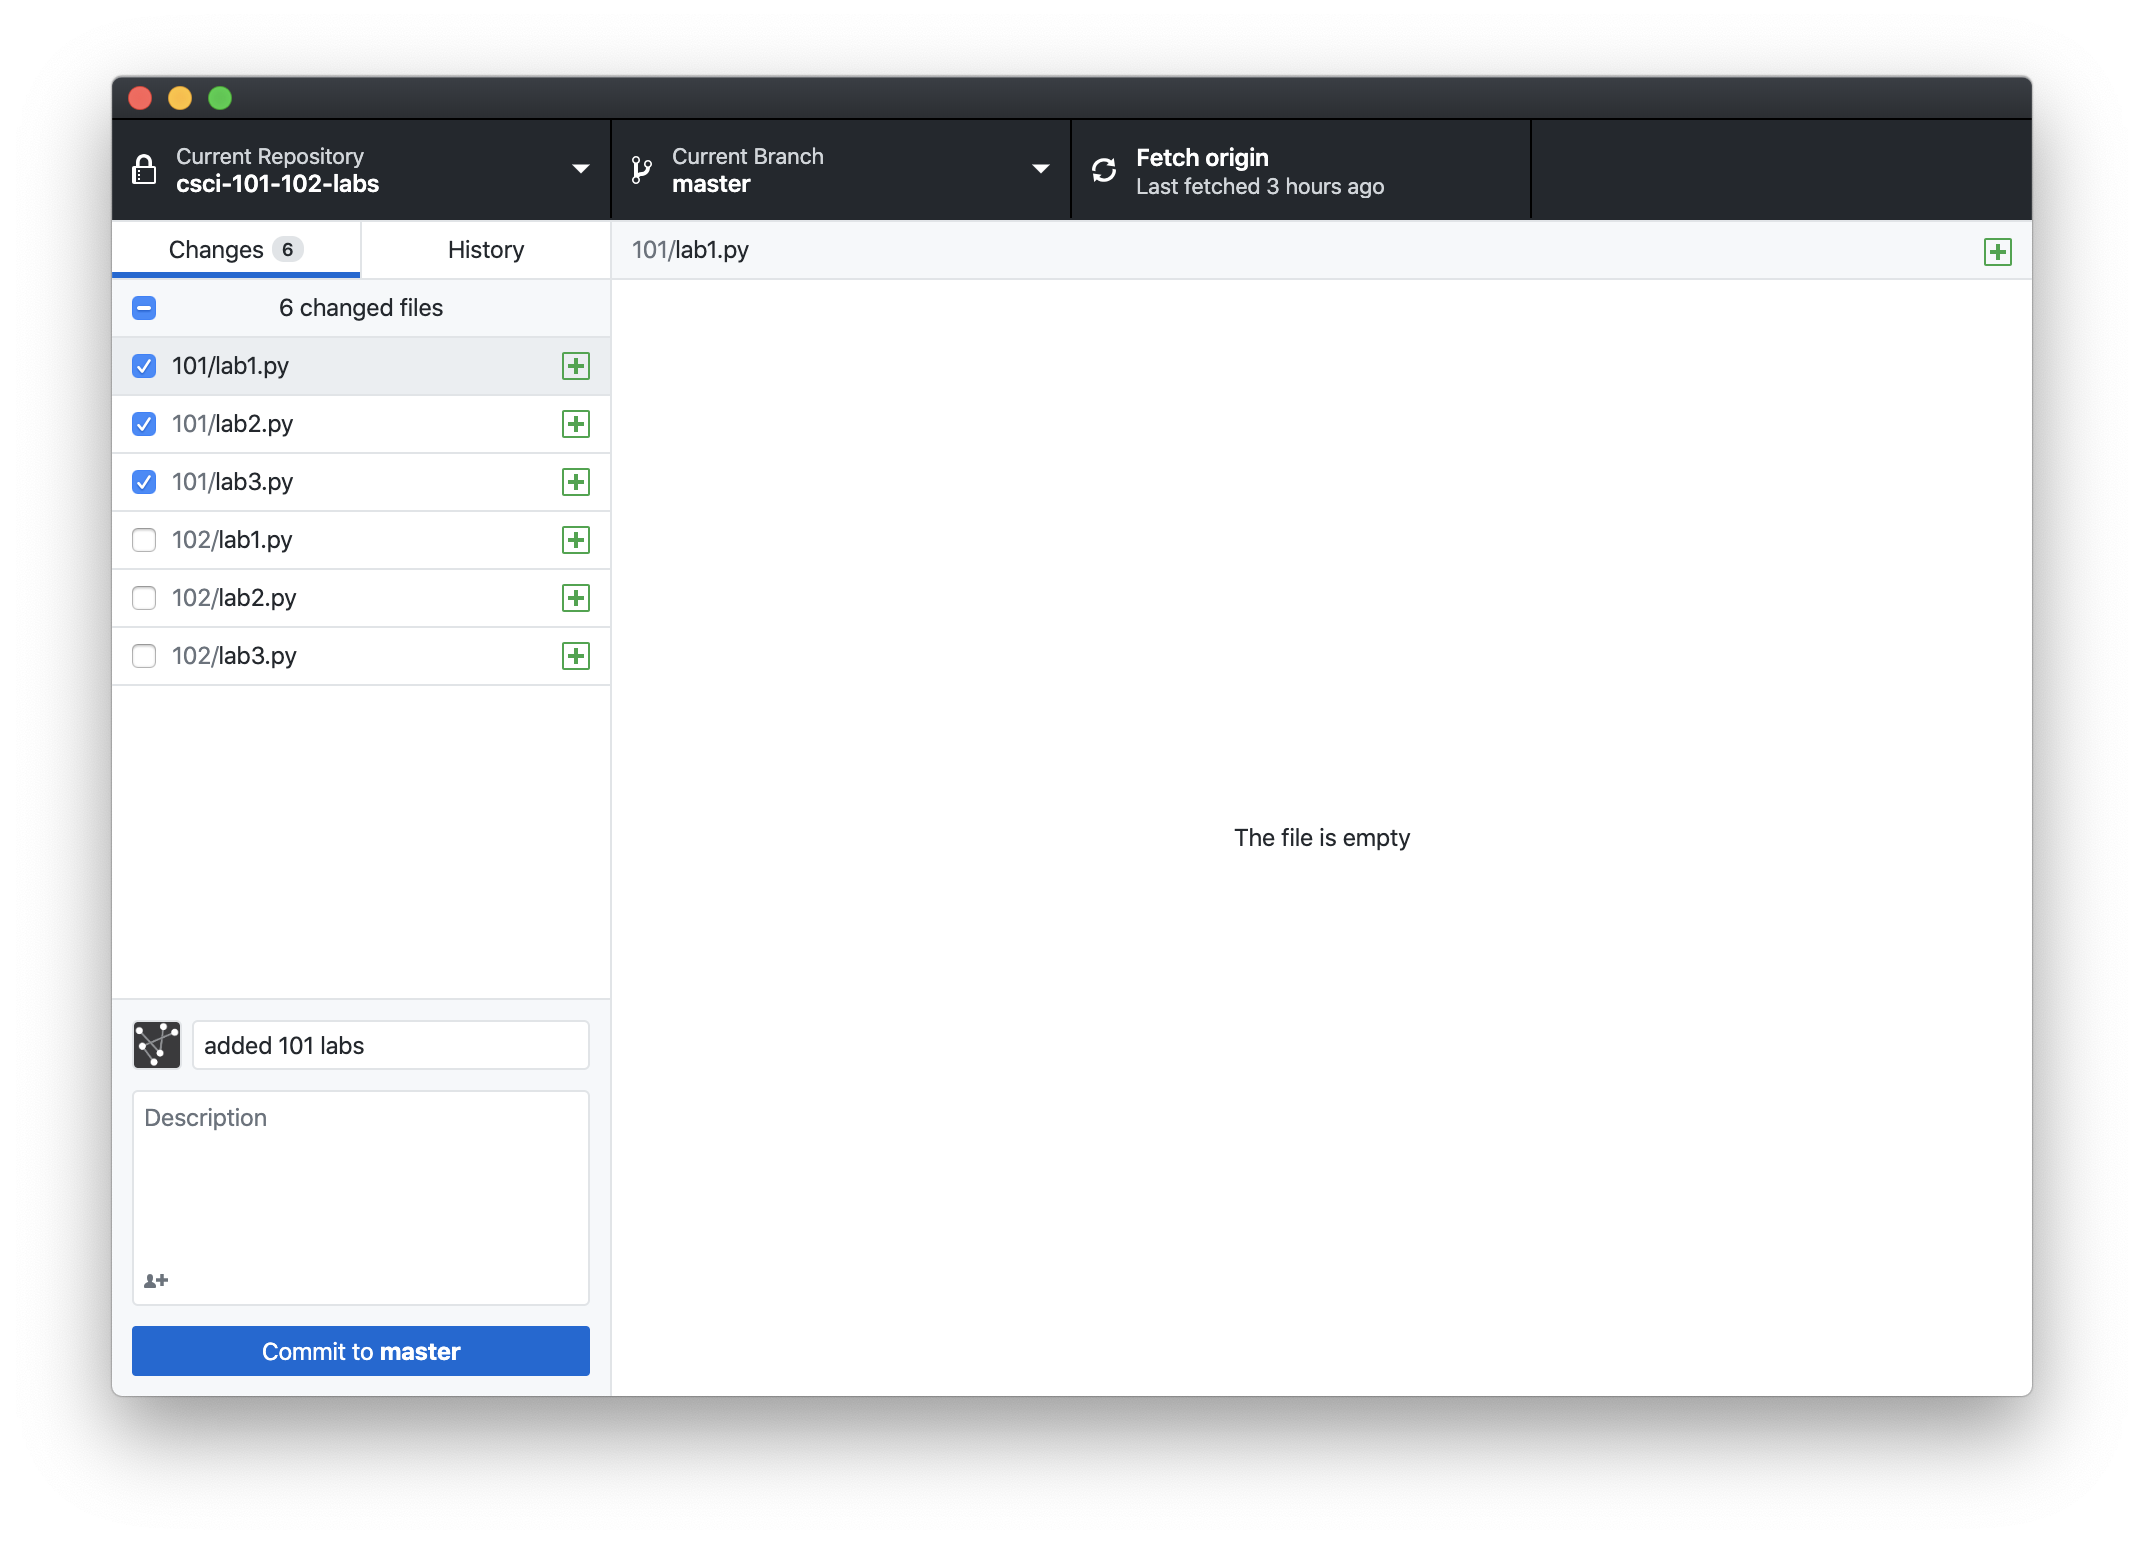 Current Repository
csci-101-102-labs
Current Branch
master
Fetch origin
Last fetched 3 hours ago
Changes 6
History
101/lab1.py
6 changed files
101/lab1.py
101/lab2.py
101/lab3.py
102/lab1.py
102/lab2.py
102/lab3.py
The file is empty
added 101 labs
Description
Commit to master